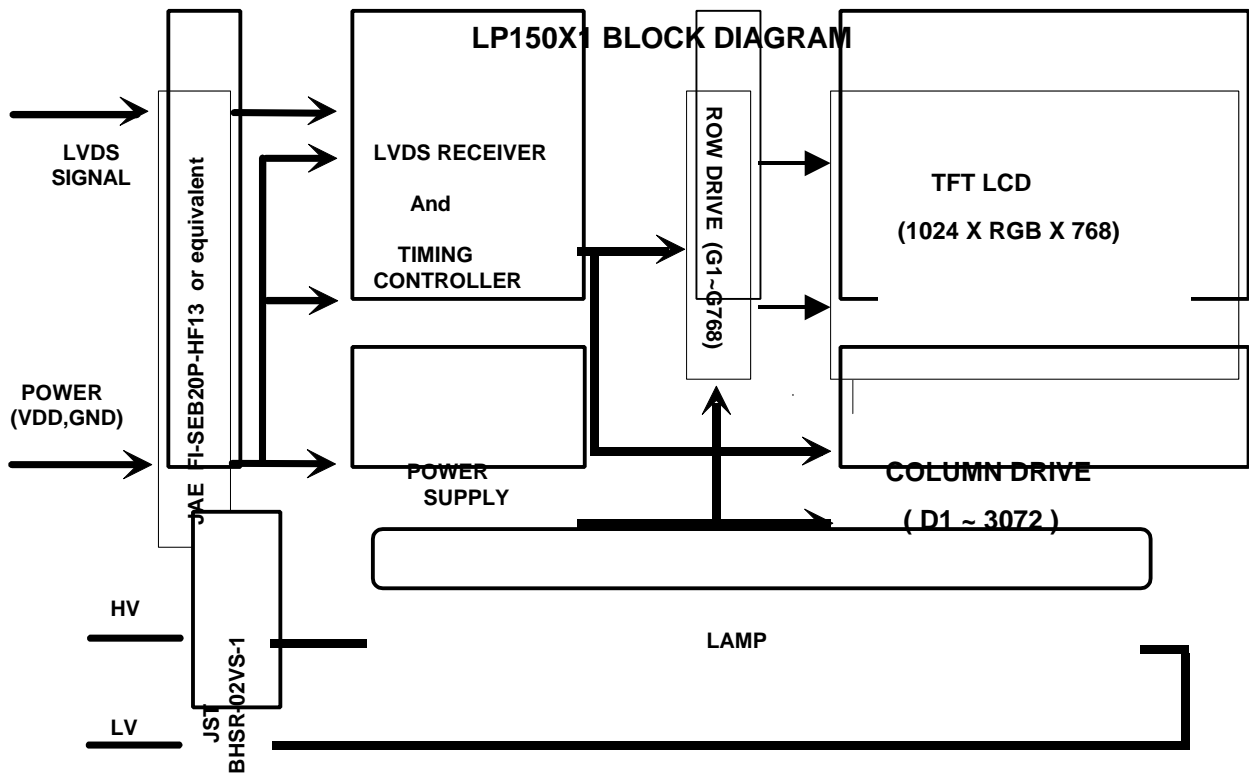 LP150X1 BLOCK DIAGRAM
LVDS
SIGNAL
POWER
(VDD,GND)
JAE FI-SEB20P-HF13 or equivalent
LVDS RECEIVER
And
TIMING
CONTROLLER
POWER
SUPPLY
ROW DRIVE (G1~G768)
TFT LCD
(1024 X RGB X 768)
COLUMN DRIVE
( D1 ~ 3072 )
HV
LV
JST
BHSR-02VS-1
LAMP